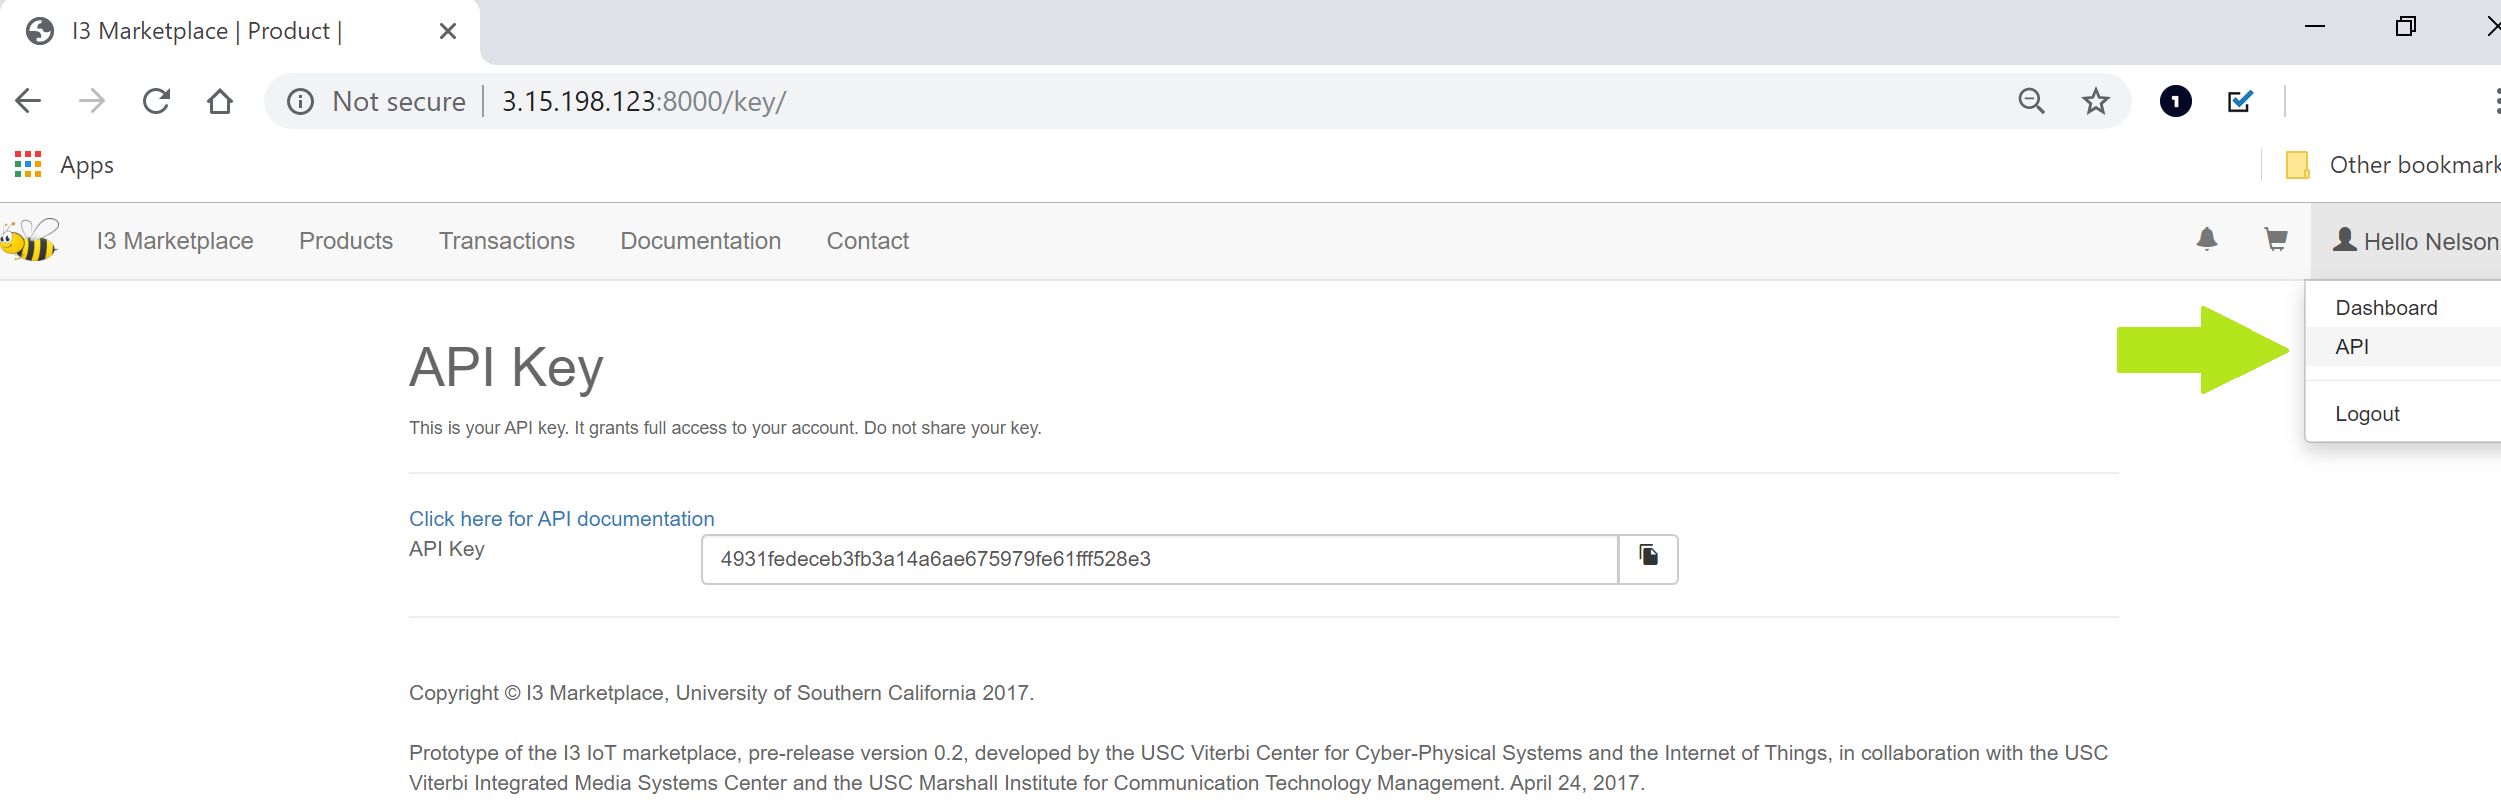 I3 Marketplace | Product |
Not secure | 3.15.198.123:8000/key/
Apps
Other bookmark
I3 Marketplace Products Transactions Documentation Contact Hello Nelson
Dashboard
API
Logout
API Key
This is your API key. It grants full access to your account. Do not share your key.
Click here for API documentation
API Key 4931fedeceb3fb3a14a6ae675979fe61fff528e3
Copyright © I3 Marketplace, University of Southern California 2017.
Prototype of the I3 IoT marketplace, pre-release version 0.2, developed by the USC Viterbi Center for Cyber-Physical Systems and the Internet of Things, in collaboration with the USC
Viterbi Integrated Media Systems Center and the USC Marshall Institute for Communication Technology Management. April 24, 2017.